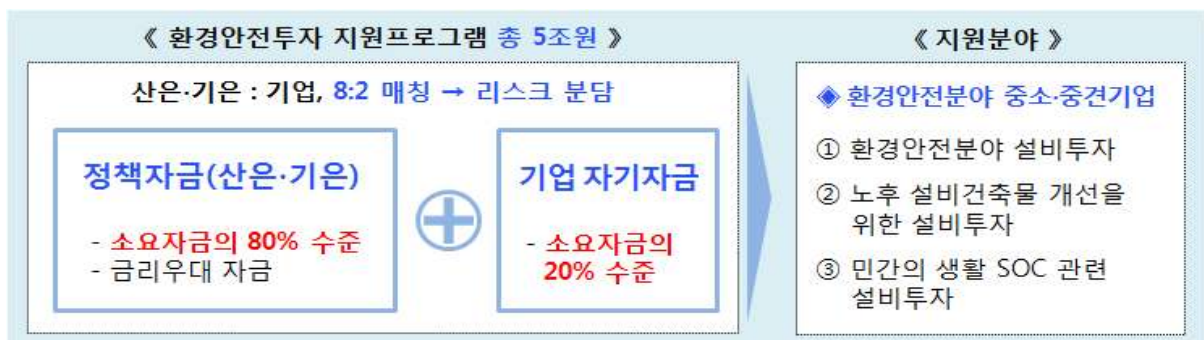 《 환경안전투자 지원프로그램 총 5조원 》
산은·기은 : 기업, 8:2 매칭 → 리스크 분담
정책자금(산은·기은)
- 소요자금의 80% 수준
- 금리우대 자금
기업 자기자금
- 소요자금의
20% 수준
《 지원분야 》
◈ 환경안전분야 중소·중견기업
① 환경안전분야 설비투자
② 노후 설비건축물 개선을
위한 설비투자
③ 민간의 생활 SOC 관련
설비투자